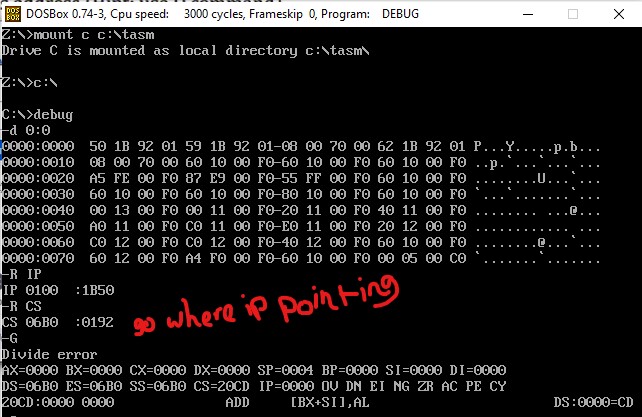 DOSBox 0.74-3, Cpu speed: 3000 cycles, Frameskip 0, Program: DEBUG
Z:\>mount c c:\tasm
Drive C is mounted as local directory c:\tasm\
Z:\>c:\
C:\>debug
-d 0:0
0000:0000 50 1B 92 01 59 1B 92 01-08 00 70 00 62 1B 92 01 P...Y.....p.b...
0000:0010 08 00 70 00 60 10 00 F0-60 10 00 F0 60 10 00 F0 ..p.`...`...`...
0000:0020 A5 FE 00 F0 87 E9 00 F0-55 FF 00 F0 60 10 00 F0 ........U...`...
0000:0030 60 10 00 F0 60 10 00 F0-80 10 00 F0 60 10 00 F0 `...`.......`...
0000:0040 00 13 00 F0 00 11 00 F0-20 11 00 F0 40 11 00 F0 ........ ...@...
0000:0050 A0 11 00 F0 C0 11 00 F0-E0 11 00 F0 20 12 00 F0 ............ ...
0000:0060 C0 12 00 F0 C0 12 00 F0-40 12 00 F0 60 10 00 F0 ........@...`...
0000:0070 60 12 00 F0 A4 F0 00 F0-60 10 00 F0 00 05 00 C0 `.......`.......
-R IP
IP 0100 :1B50
-R CS
CS 06B0 :0192
go where ip pointing
-G
Divide error
AX=0000 BX=0000 CX=0000 DX=0000 SP=0004 BP=0000 SI=0000 DI=0000
DS=06B0 ES=06B0 SS=06B0 CS=20CD IP=0000 OV DN EI NG ZR AC PE CY
20CD:0000 0000 ADD [BX+SI],AL DS:0000=CD